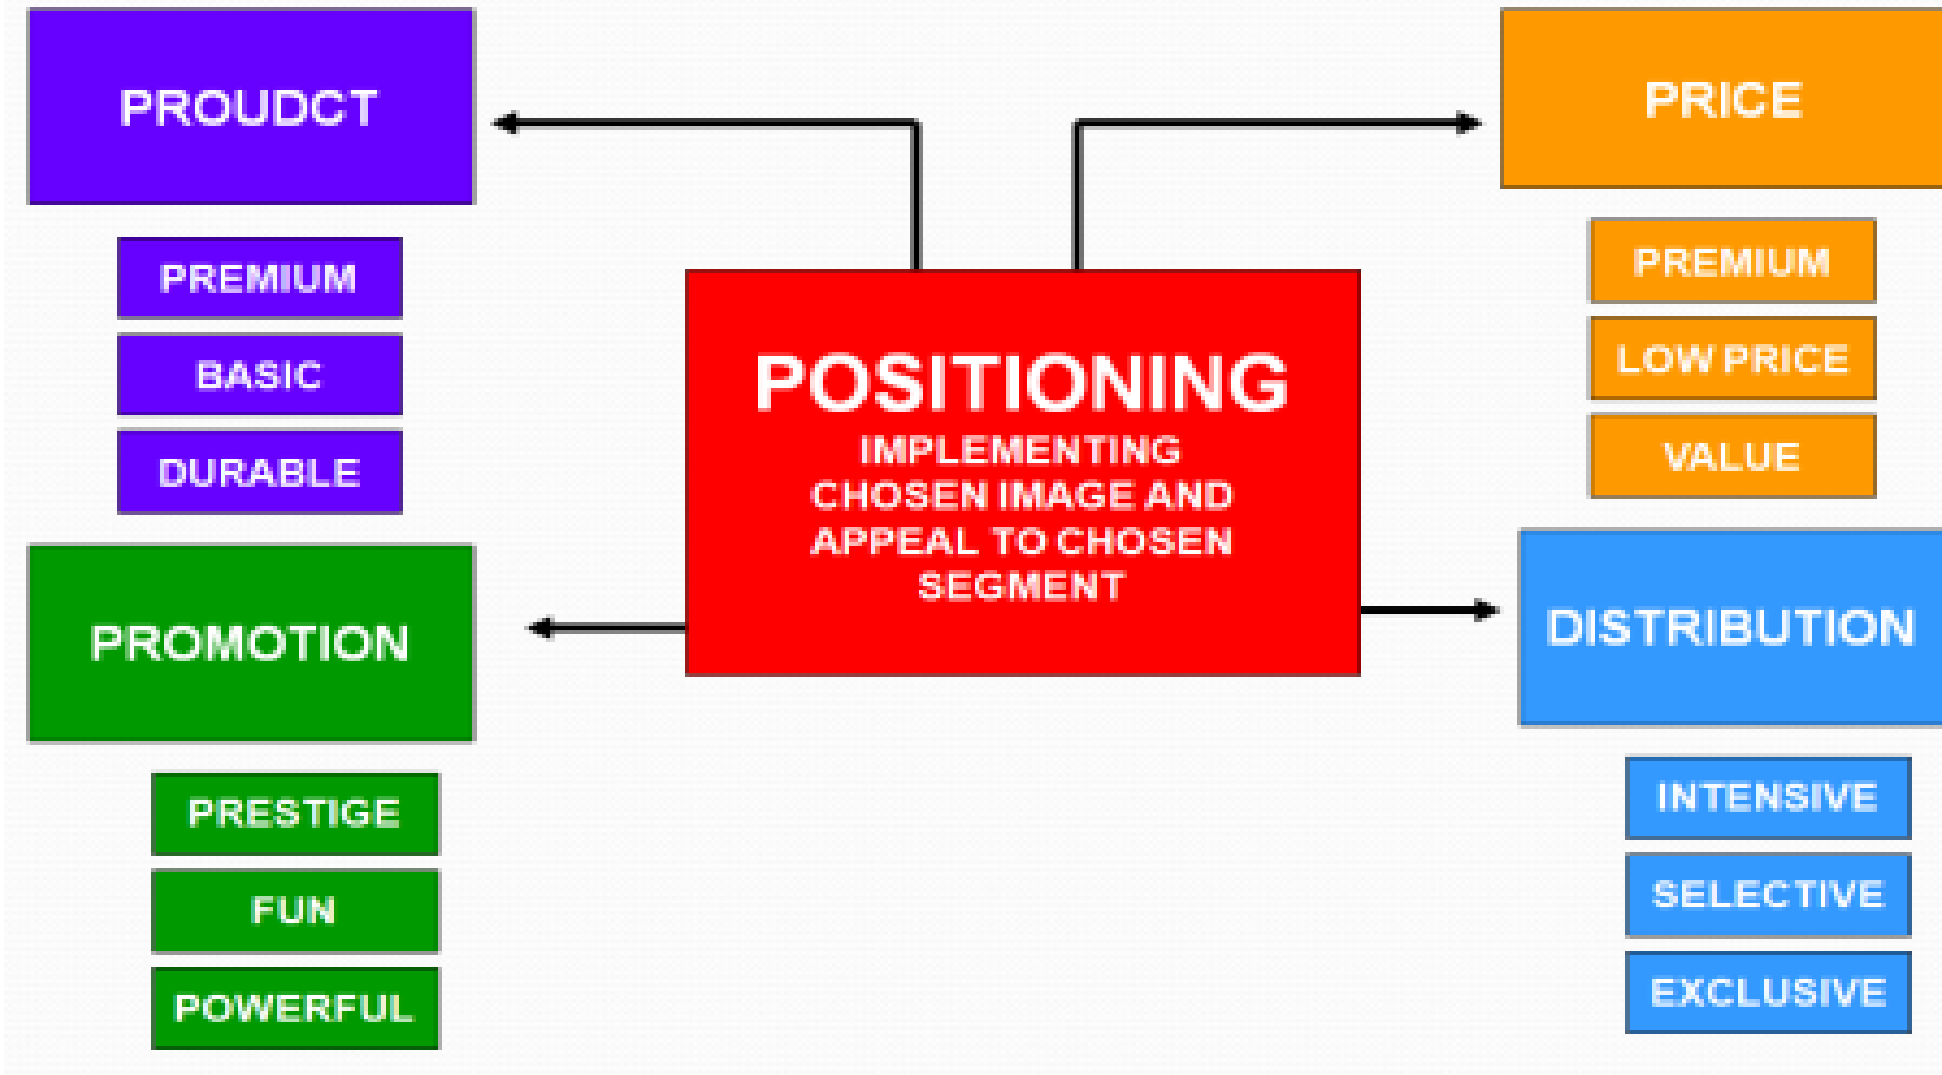 PROUDCT
PREMIUM
BASIC
DURABLE
PROMOTION
PRESTIGE
FUN
POWERFUL
POSITIONING
IMPLEMENTING
CHOSEN IMAGE AND
APPEAL TO CHOSEN
SEGMENT
PRICE
PREMIUM
LOW PRICE
VALUE
DISTRIBUTION
INTENSIVE
SELECTIVE
EXCLUSIVE